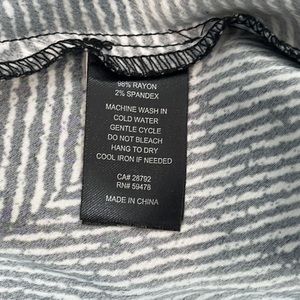 98% RAYON
2% SPANDEX
MACHINE WASH IN
COLD WATER
GENTLE CYCLE
DO NOT BLEACH
HANG TO DRY
COOL IRON IF NEEDED
CA# 28792
RN# 59478
MADE IN CHINA